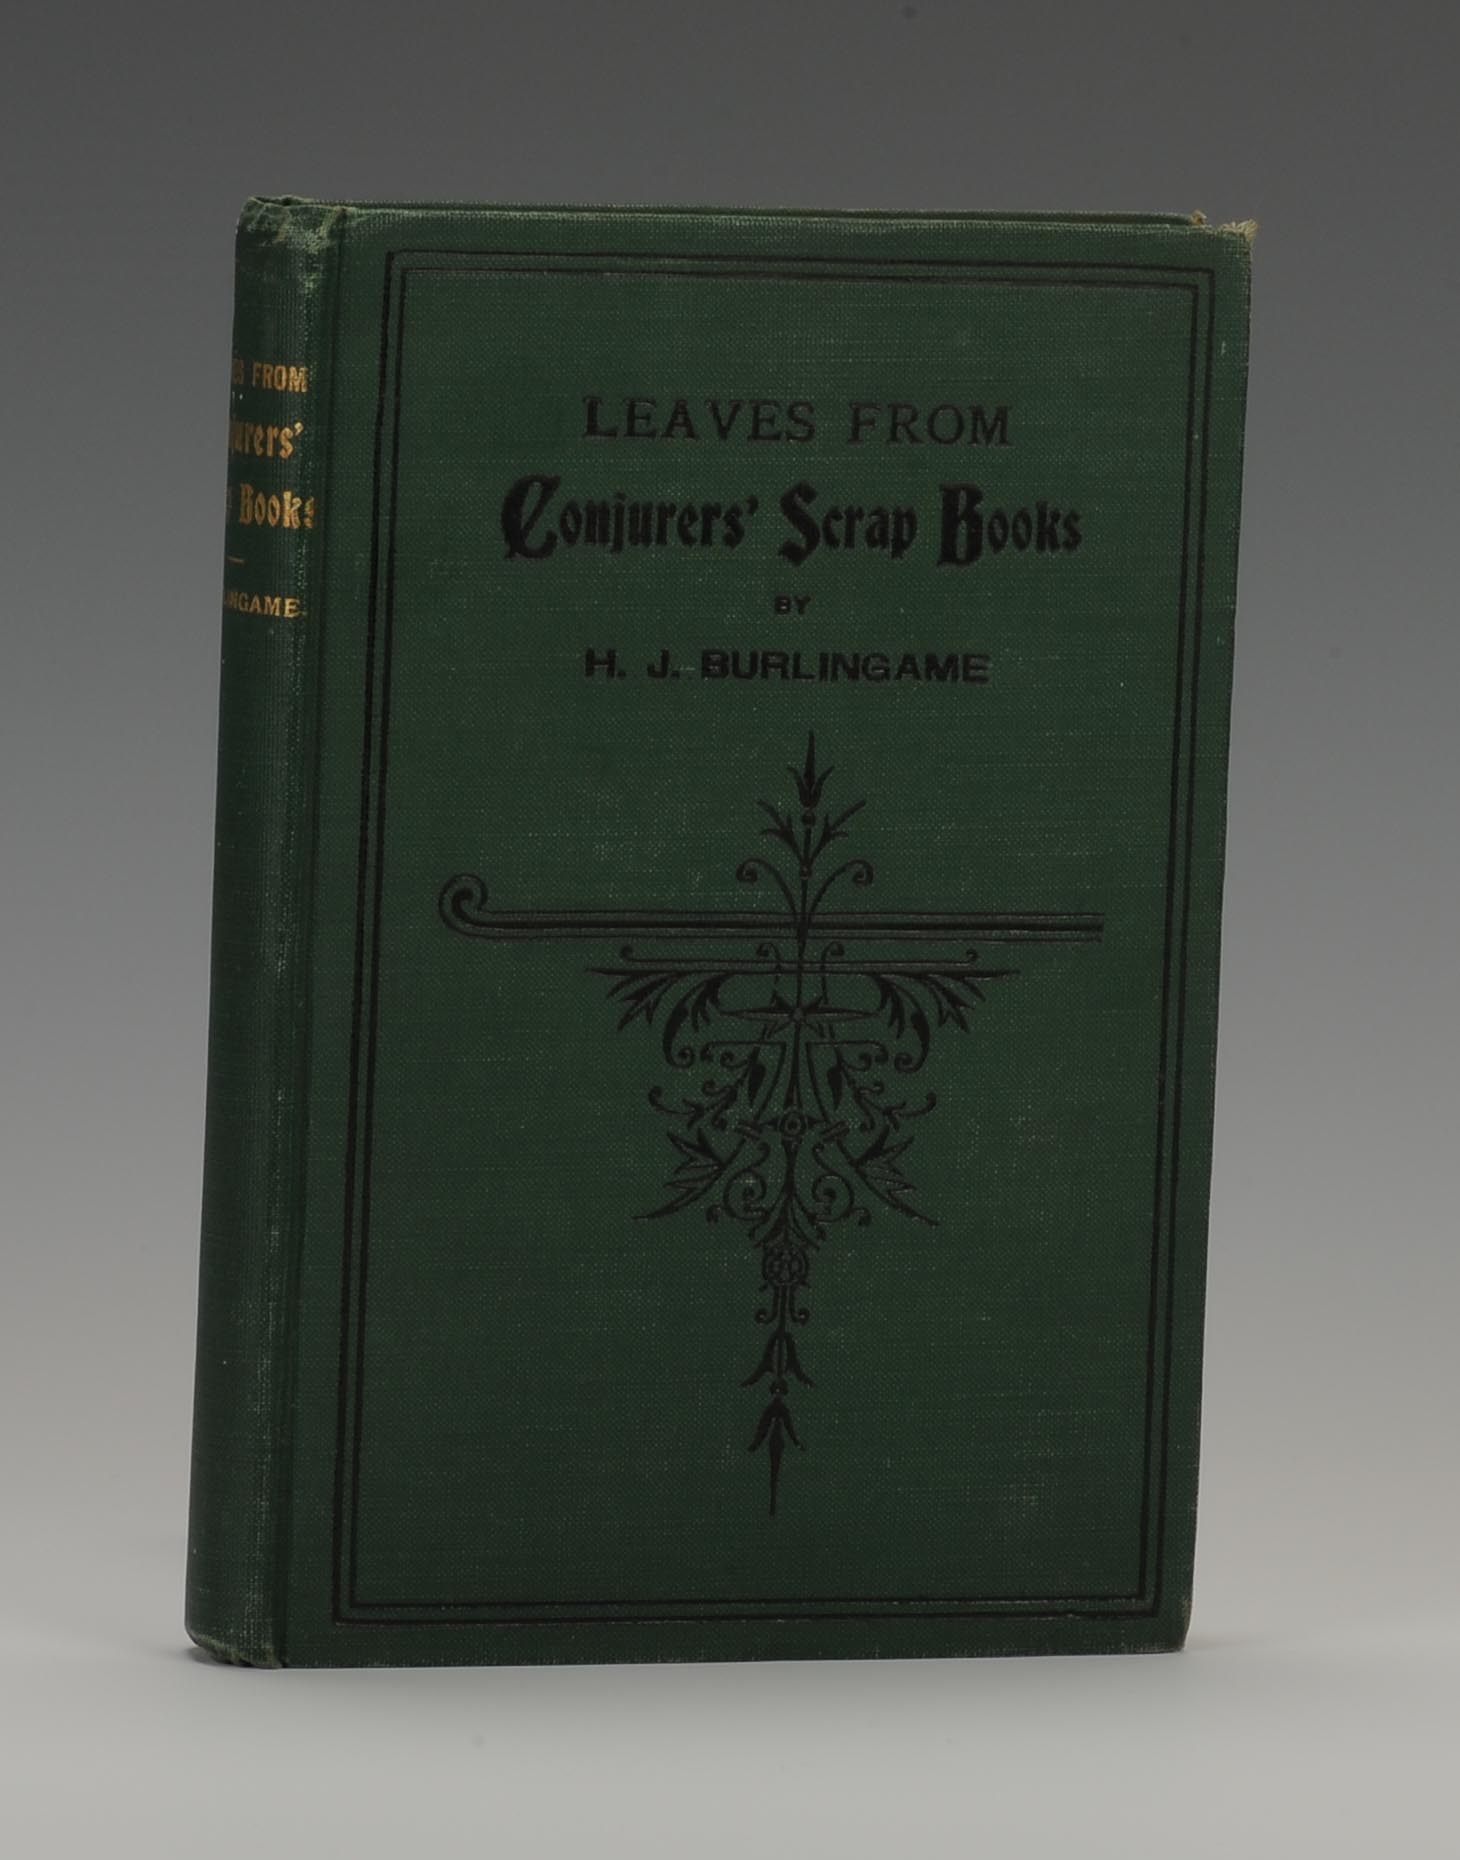 LEAVES FROM
Conjurers' Scrap Books
BY
H. J. BURLINGAME
FROM
Books